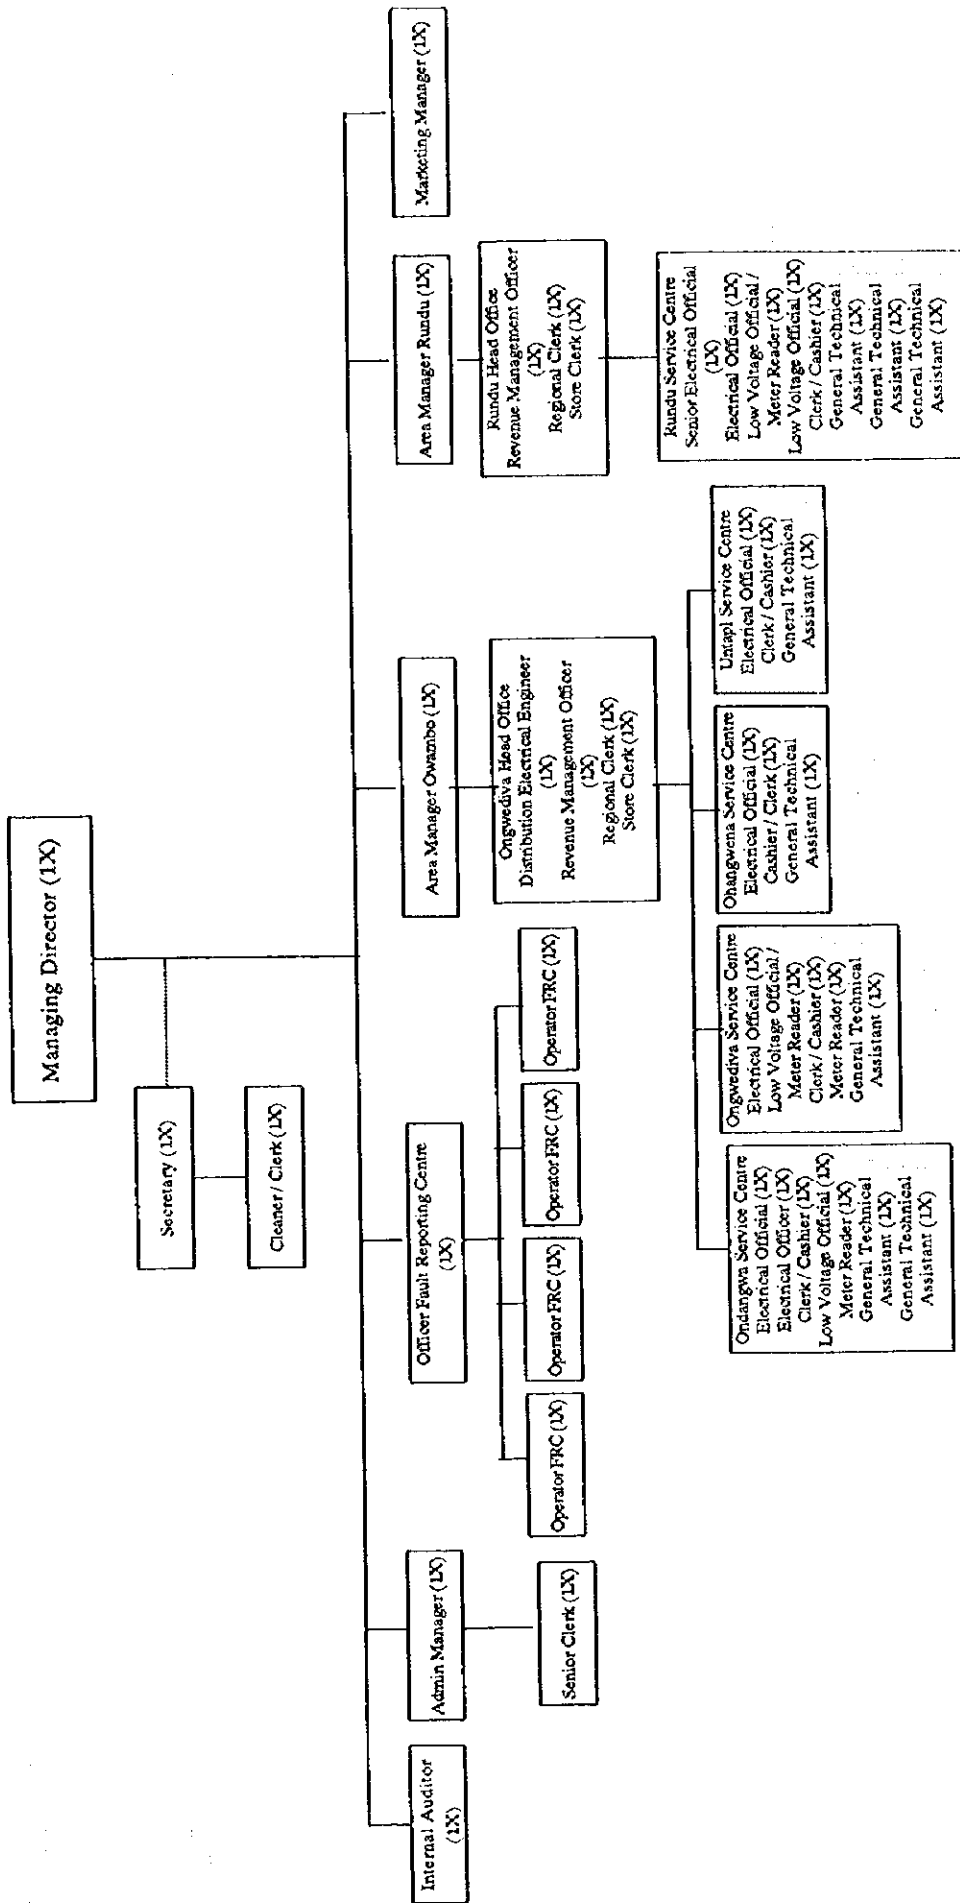 Managing Director (1X)
Secretary (1X)
Cleaner / Clerk (1X)
Internal Auditor
(1X)
Admin Manager (1X)
Officer Fault Reporting Centre
(1X)
Area Manager Owambo (1X)
Area Manager Rundu (1X)
Marketing Manager (1X)
Senior Clerk (1X)
Operator FRC (1X)
Operator FRC (1X)
Operator FRC (1X)
Operator FRC (1X)
Ongwediva Head Office
Distribution Electrical Engineer
(1X)
Revenue Management Officer
(1X)
Regional Clerk (1X)
Store Clerk (1X)
Rundu Head Office
Revenue Management Officer
(1X)
Regional Clerk (1X)
Store Clerk (1X)
Ondangwa Service Centre
Electrical Official (1X)
Electrical Officer (1X)
Clerk / Cashier (1X)
Low Voltage Official (1X)
Meter Reader (1X)
General Technical
Assistant (1X)
General Technical
Assistant (1X)
Ongwediva Service Centre
Electrical Official (1X)
Low Voltage Official /
Meter Reader (1X)
Clerk / Cashier (1X)
Meter Reader (1X)
General Technical
Assistant (1X)
Ohangwena Service Centre
Electrical Official (1X)
Cashier / Clerk (1X)
General Technical
Assistant (1X)
Untapl Service Centre
Electrical Official (1X)
Clerk / Cashier (1X)
General Technical
Assistant (1X)
Rundu Service Centre
Senior Electrical Official
(1X)
Electrical Official (1X)
Low Voltage Official /
Meter Reader (1X)
Low Voltage Official (1X)
Clerk / Cashier (1X)
General Technical
Assistant (1X)
General Technical
Assistant (1X)
General Technical
Assistant (1X)